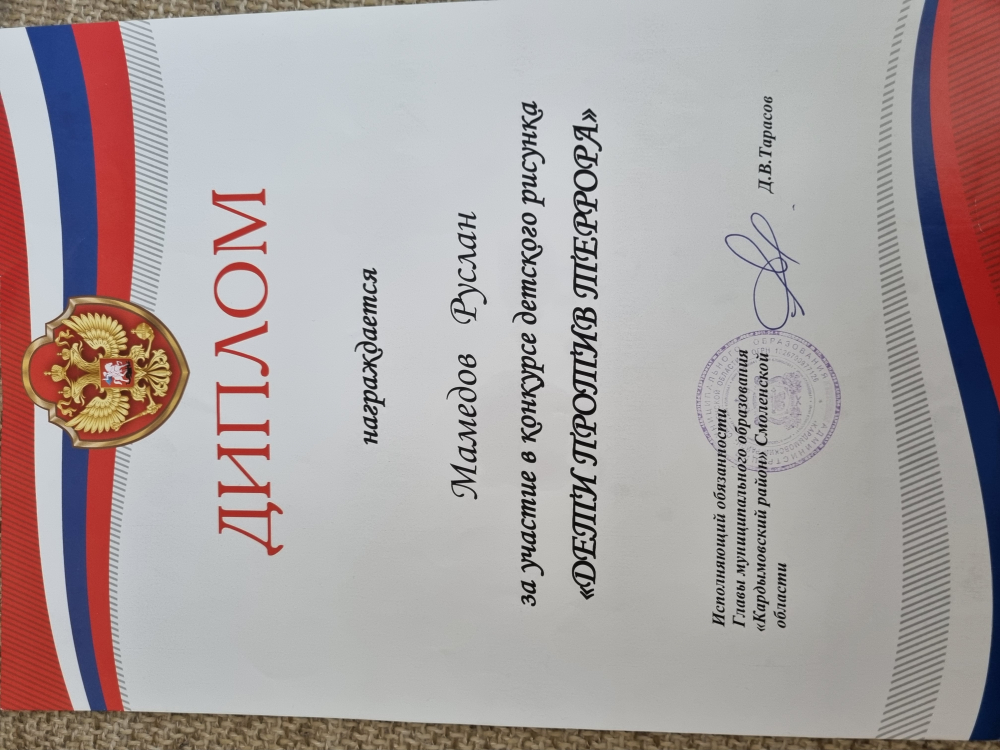 ДИПЛОМ
награждается
Мамедов Руслан
за участие в конкурсе детского рисунка
«ДЕТИ ПРОТИВ ТЕРРОРА»
Исполняющий обязанности
Главы муниципального образования
«Кардымовский район» Смоленской
области
Д.В.Тарасов